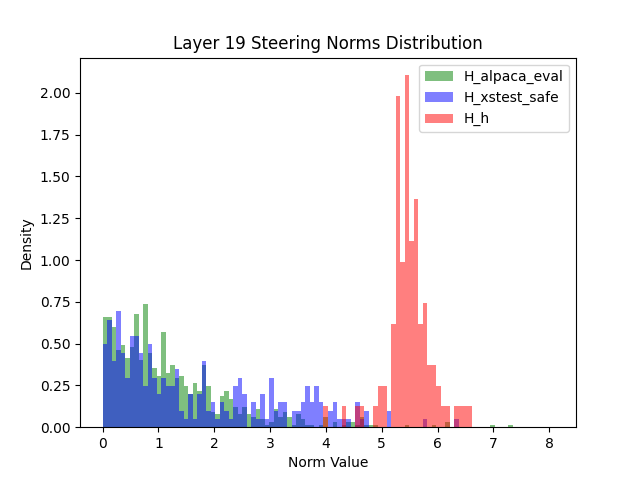 Layer 19 Steering Norms Distribution
H_alpaca_eval
H_xstest_safe
H_h
Density
2.00
1.75
1.50
1.25
1.00
0.75
0.50
0.25
0.00
0 1 2 3 4 5 6 7 8
Norm Value